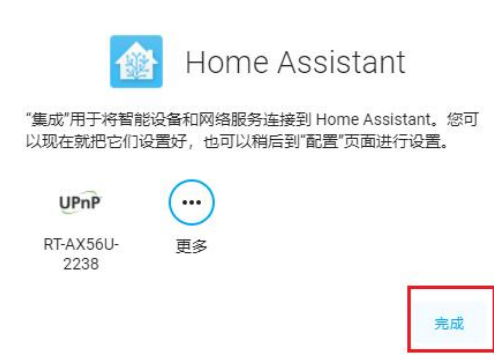 Home Assistant
“集成”用于将智能设备和网络服务连接到 Home Assistant。您可
以现在就把它们设置好，也可以稍后到“配置”页面进行设置。
UPnP
RT-AX56U-
2238
更多
完成